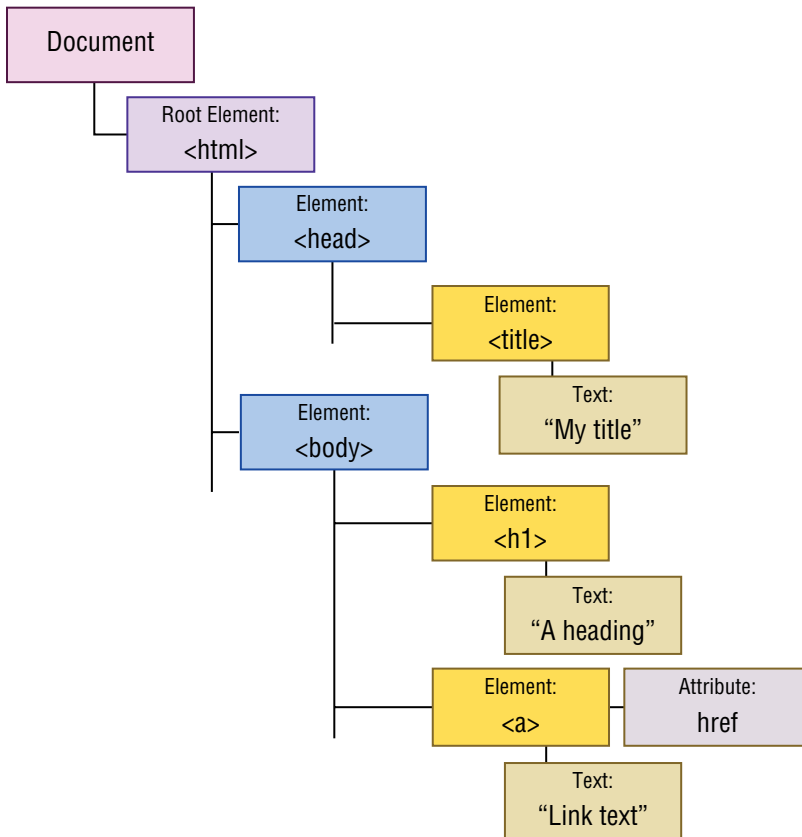 Document
Root Element:
<html>
Element:
<head>
Element:
<title>
Text:
“My title”
Element:
<body>
Element:
<h1>
Text:
“A heading”
Element:
<a>
Attribute:
href
Text:
“Link text”